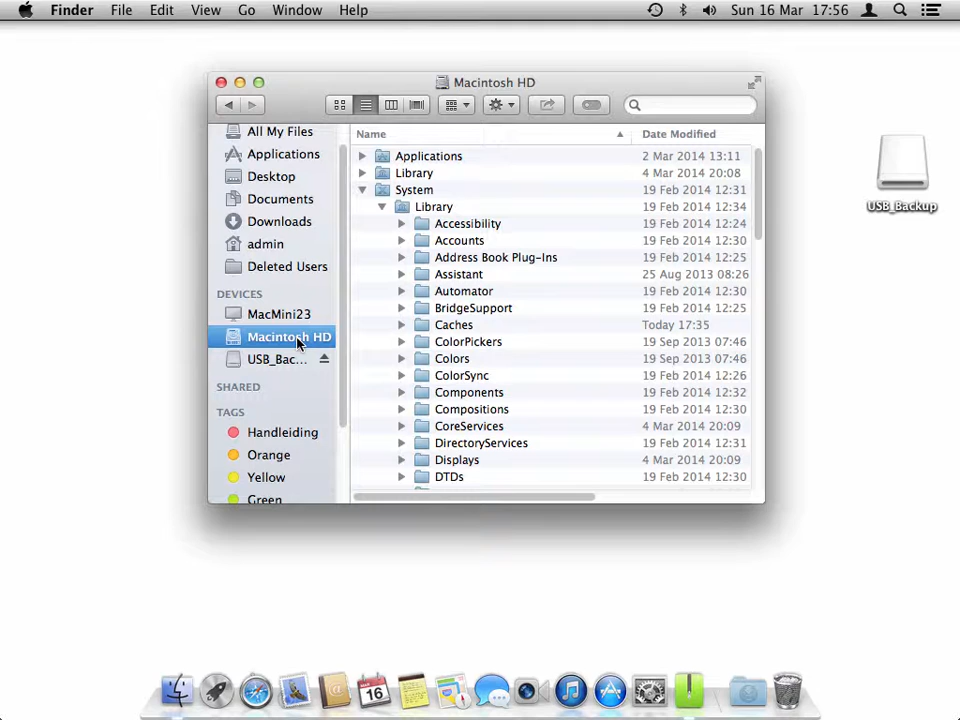 Finder File Edit View Go Window Help Sun 16 Mar 17:56
Macintosh HD
All My Files
Applications
Desktop
Documents
Downloads
admin
Deleted Users
DEVICES
MacMini23
Macintosh HD
USB_Bac...
SHARED
TAGS
Handleiding
Orange
Yellow
Green
Name Date Modified
Applications 2 Mar 2014 13:11
Library 4 Mar 2014 20:08
System 19 Feb 2014 12:31
Library 19 Feb 2014 12:34
Accessibility 19 Feb 2014 12:24
Accounts 19 Feb 2014 12:30
Address Book Plug-Ins 19 Feb 2014 12:25
Assistant 25 Aug 2013 08:26
Automator 19 Feb 2014 12:30
BridgeSupport 19 Feb 2014 12:25
Caches Today 17:35
ColorPickers 19 Sep 2013 07:46
Colors 19 Sep 2013 07:46
ColorSync 19 Feb 2014 12:26
Components 19 Feb 2014 12:32
Compositions 19 Feb 2014 12:30
CoreServices 4 Mar 2014 20:09
DirectoryServices 19 Feb 2014 12:31
Displays 4 Mar 2014 20:09
DTDs 19 Feb 2014 12:30
USB_Backup
16